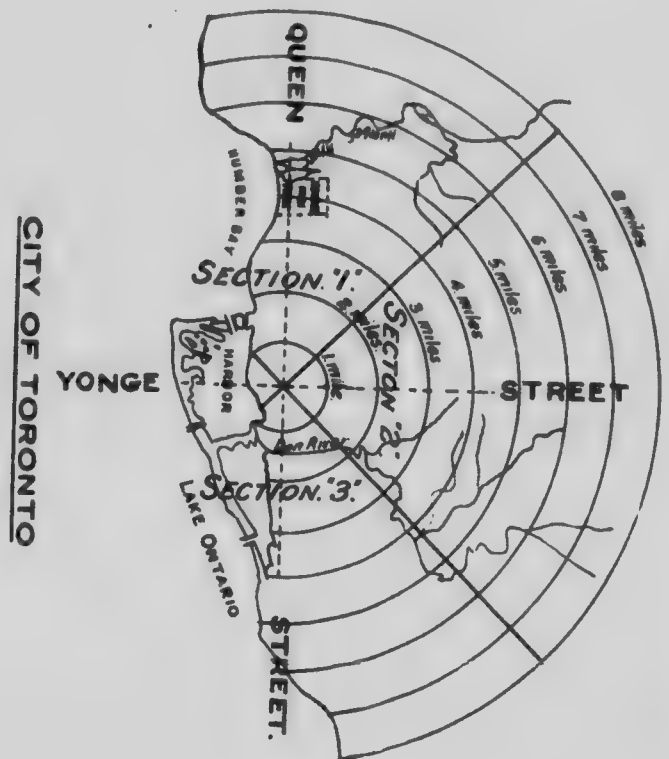 CITY OF TORONTO
QUEEN
STREET.
YONGE
STREET
HUMBER BAY
HARBOR
LAKE ONTARIO
Don River
SECTION. "1".
SECTON "2"
SECTION. "3".
1. mile
2. miles
3 miles
4. miles
5. miles
6 miles
7 miles
8 miles